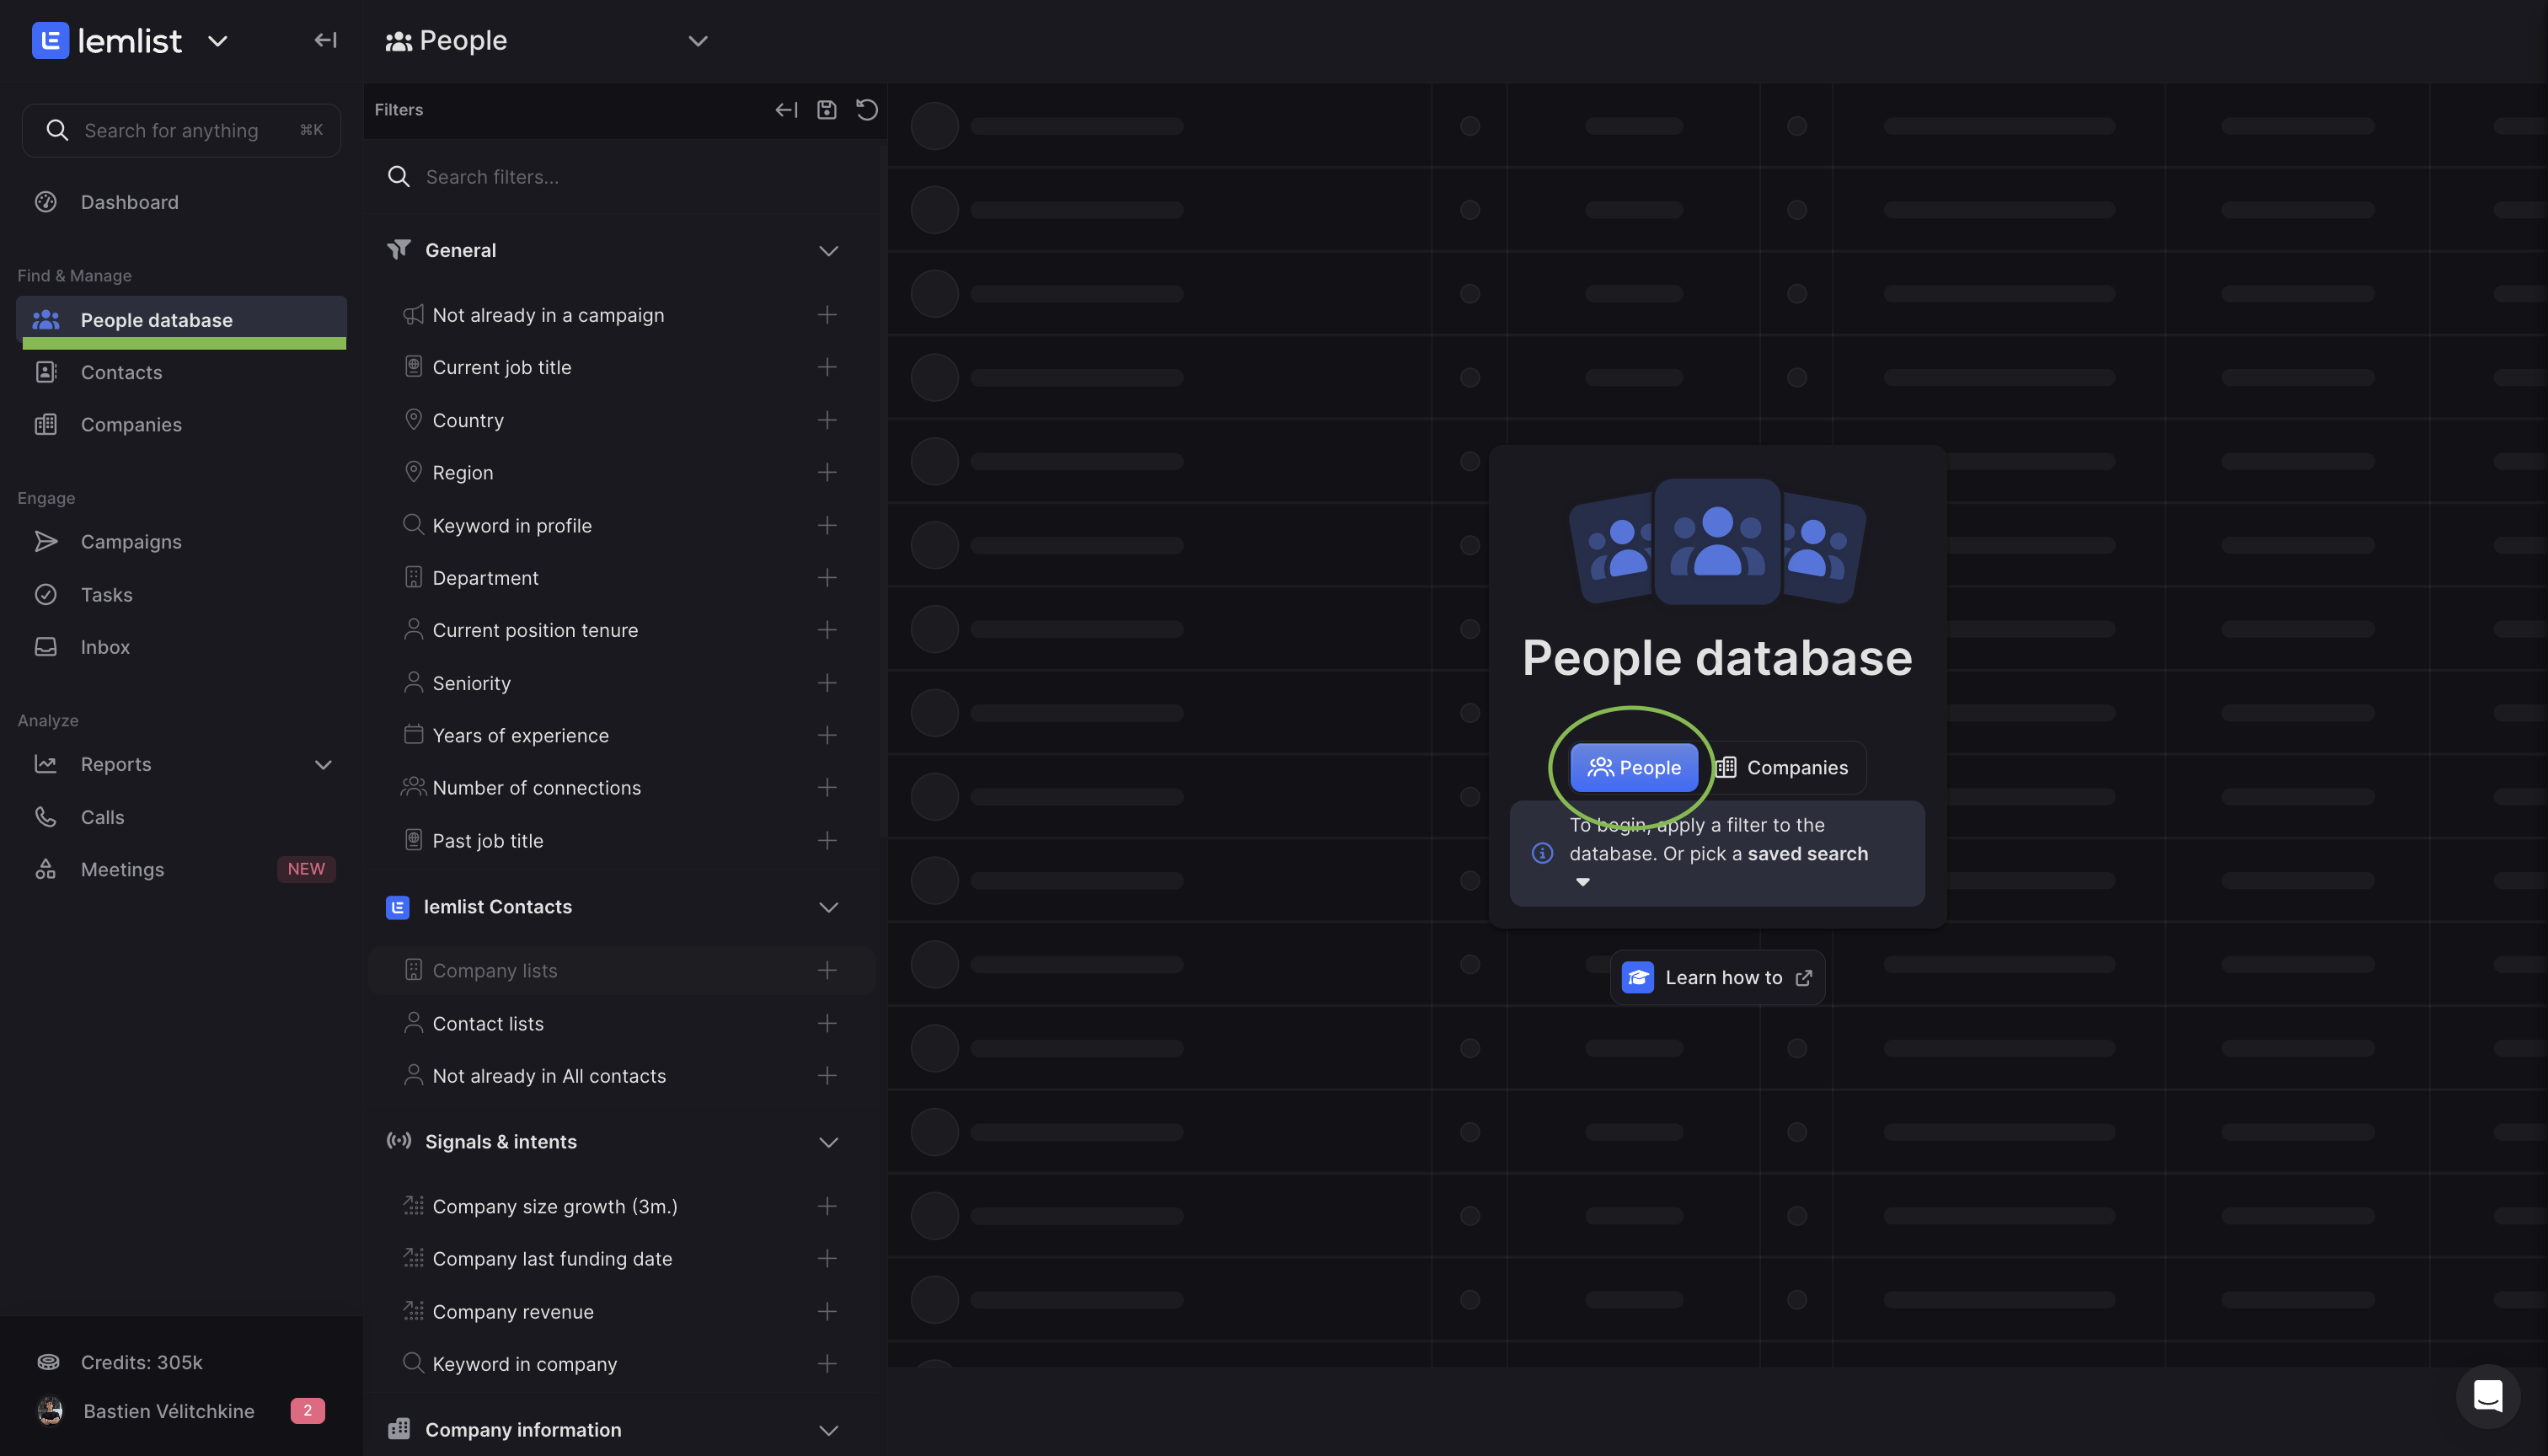 lemlist
Search for anything ⌘K
Dashboard
Find & Manage
People database
Contacts
Companies
Engage
Campaigns
Tasks
Inbox
Analyze
Reports
Calls
Meetings NEW
Credits: 305k
Bastien Vélitchkine 2
People
Filters
Search filters...
General
Not already in a campaign
Current job title
Country
Region
Keyword in profile
Department
Current position tenure
Seniority
Years of experience
Number of connections
Past job title
lemlist Contacts
Company lists
Contact lists
Not already in All contacts
Signals & intents
Company size growth (3m.)
Company last funding date
Company revenue
Keyword in company
Company information
People database
People Companies
To begin, apply a filter to the
database. Or pick a saved search
Learn how to